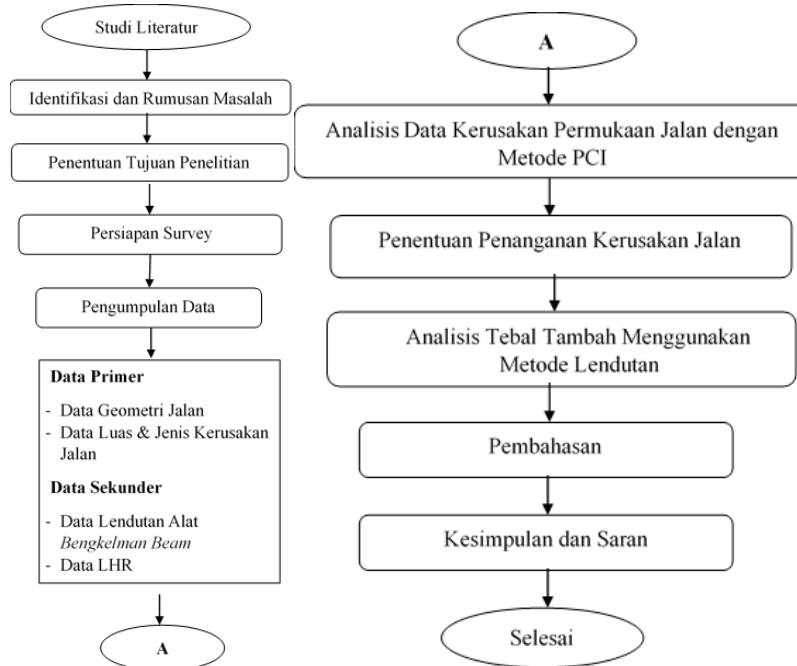 Studi Literatur
Identifikasi dan Rumusan Masalah
Penentuan Tujuan Penelitian
Persiapan Survey
Pengumpulan Data
Data Primer
- Data Geometri Jalan
- Data Luas & Jenis Kerusakan
Jalan
Data Sekunder
- Data Lendutan Alat
Bengkelman Beam
- Data LHR
A
A
Analisis Data Kerusakan Permukaan Jalan dengan
Metode PCI
Penentuan Penanganan Kerusakan Jalan
Analisis Tebal Tambah Menggunakan
Metode Lendutan
Pembahasan
Kesimpulan dan Saran
Selesai